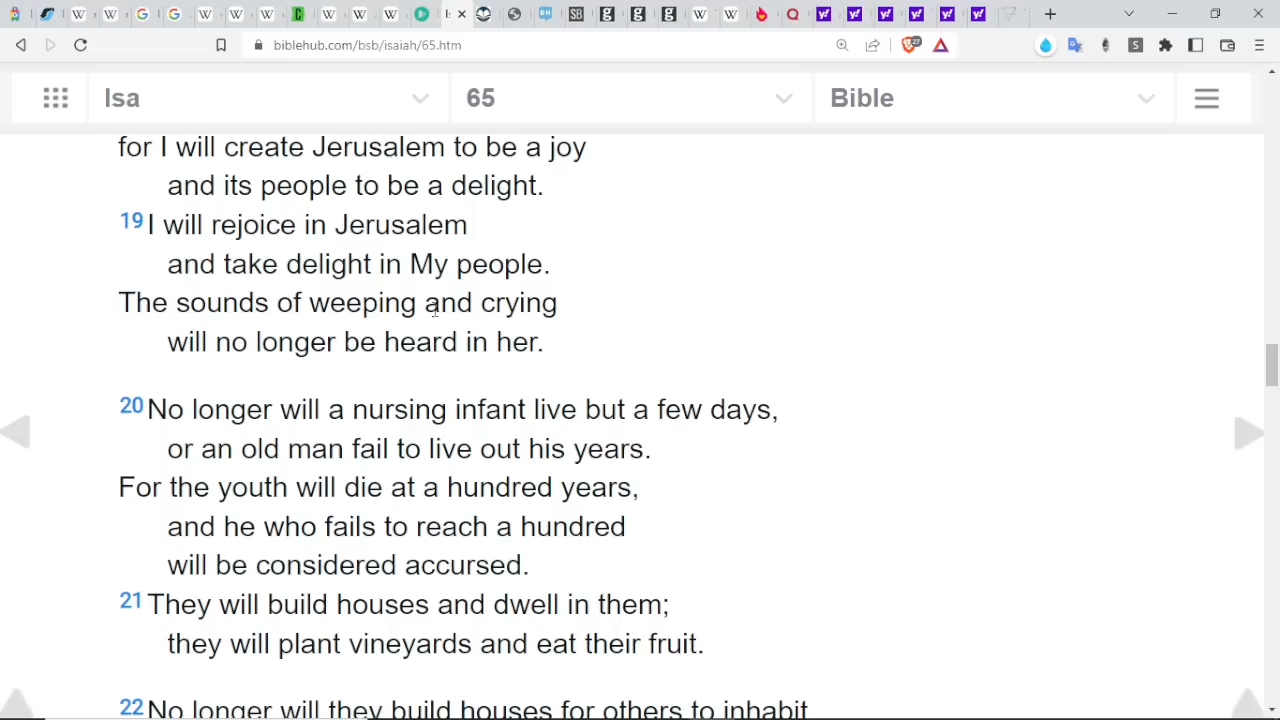 biblehub.com/bsb/isaiah/65.htm
27
Isa
65
Bible
for I will create Jerusalem to be a joy
and its people to be a delight.
19 I will rejoice in Jerusalem
and take delight in My people.
The sounds of weeping and crying
will no longer be heard in her.
20 No longer will a nursing infant live but a few days,
or an old man fail to live out his years.
For the youth will die at a hundred years,
and he who fails to reach a hundred
will be considered accursed.
21 They will build houses and dwell in them;
they will plant vineyards and eat their fruit.
22 No longer will they build houses for others to inhabit